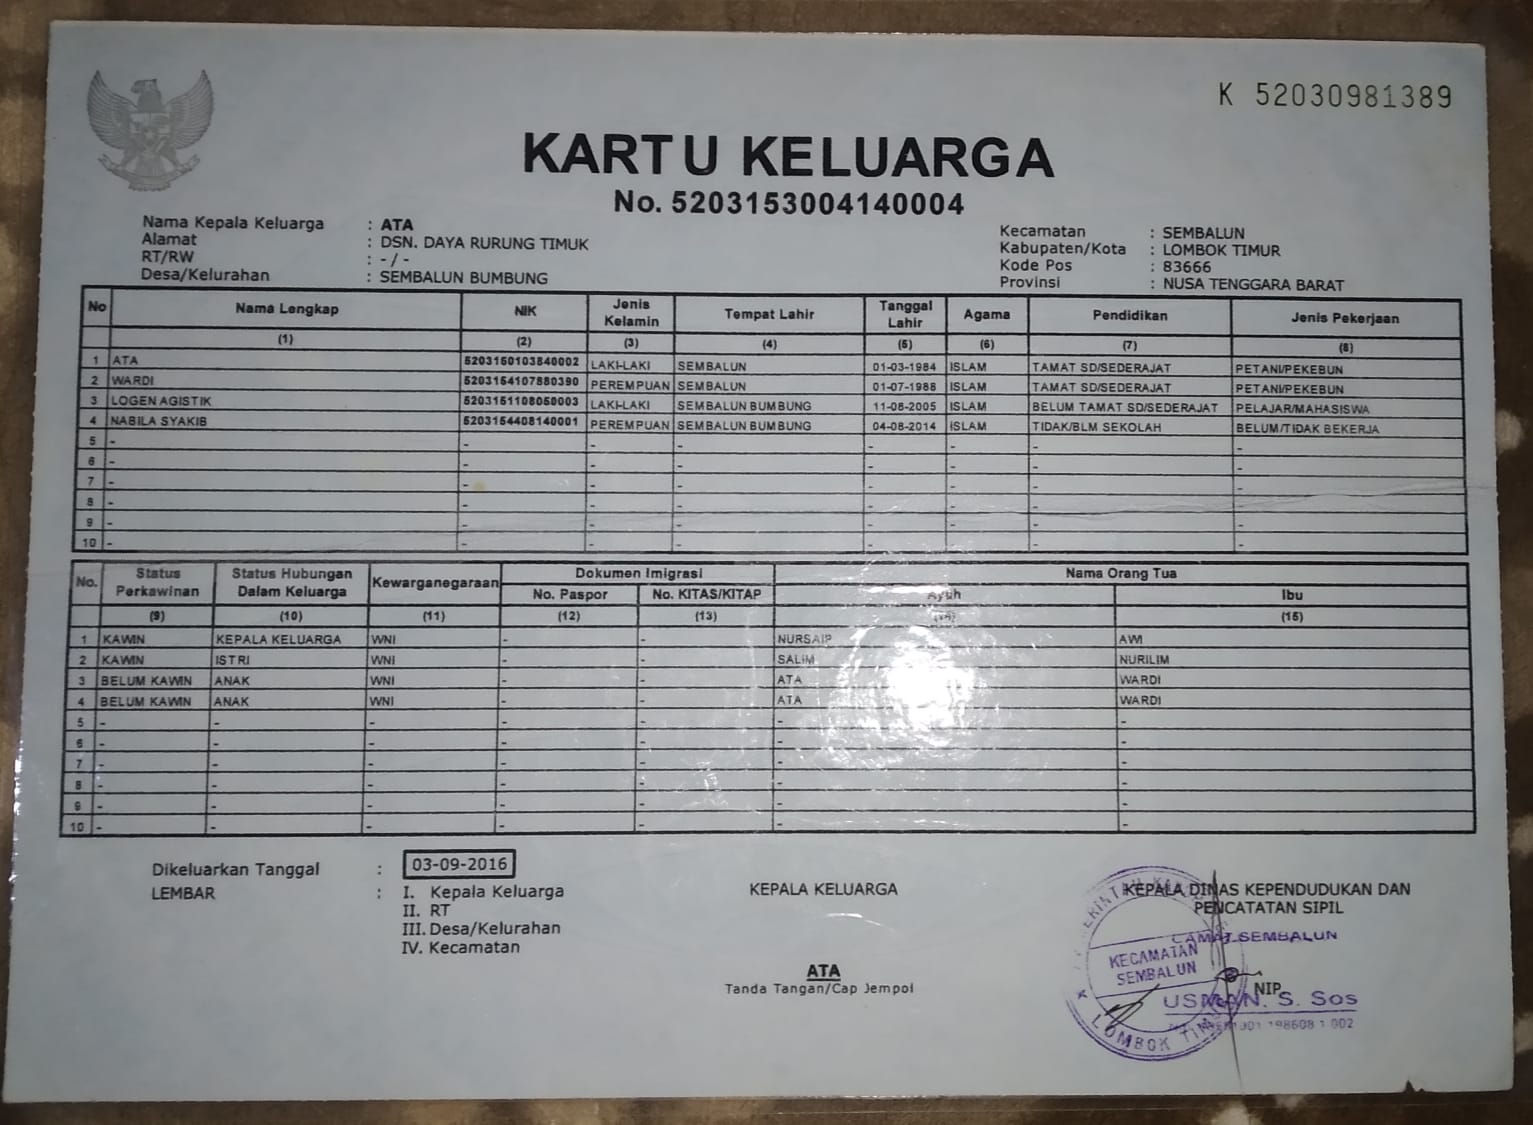 K 52030981389
KARTU KELUARGA
No. 5203153004140004
Nama Kepala Keluarga : ATA
Alamat : DSN. DAYA RURUNG TIMUK
RT/RW : - / -
Desa/Kelurahan : SEMBALUN BUMBUNG
Kecamatan : SEMBALUN
Kabupaten/Kota : LOMBOK TIMUR
Kode Pos : 83666
Provinsi : NUSA TENGGARA BARAT
No Nama Lengkap NIK Jenis Kelamin Tempat Lahir Tanggal Lahir Agama Pendidikan Jenis Pekerjaan
(1) (2) (3) (4) (5) (6) (7) (8)
1 ATA 5203150103840002 LAKI-LAKI SEMBALUN 01-03-1984 ISLAM TAMAT SD/SEDERAJAT PETANI/PEKEBUN
2 WARDI 5203154107880390 PEREMPUAN SEMBALUN 01-07-1988 ISLAM TAMAT SD/SEDERAJAT PETANI/PEKEBUN
3 LOGEN AGISTIK 5203151108050003 LAKI-LAKI SEMBALUN BUMBUNG 11-08-2005 ISLAM BELUM TAMAT SD/SEDERAJAT PELAJAR/MAHASISWA
4 NABILA SYAKIB 5203154408140001 PEREMPUAN SEMBALUN BUMBUNG 04-08-2014 ISLAM TIDAK/BLM SEKOLAH BELUM/TIDAK BEKERJA
5 - - - - - - - -
6 - - - - - - - -
7 - - - - - - - -
8 - - - - - - - -
9 - - - - - - - -
10 - - - - - - - -
No. Status Perkawinan Status Hubungan Dalam Keluarga Kewarganegaraan Dokumen Imigrasi Nama Orang Tua
No. Paspor No. KITAS/KITAP Ayah Ibu
(9) (10) (11) (12) (13) (15)
1 KAWIN KEPALA KELUARGA WNI - - NURSAIP AWI
2 KAWIN ISTRI WNI - - SALIM NURILIM
3 BELUM KAWIN ANAK WNI - - ATA WARDI
4 BELUM KAWIN ANAK WNI - - ATA WARDI
5 - - - - - - -
6 - - - - - - -
7 - - - - - - -
8 - - - - - - -
9 - - - - - - -
10 - - - - - - -
Dikeluarkan Tanggal : 03-09-2016
LEMBAR : I. Kepala Keluarga
II. RT
III. Desa/Kelurahan
IV. Kecamatan
KEPALA KELUARGA
ATA
Tanda Tangan/Cap Jempol
KEPALA DINAS KEPENDUDUKAN DAN
PENCATATAN SIPIL
CAMAT SEMBALUN
KECAMATAN
SEMBALUN
LOMBOK TIMUR
NIP.
USMAN. S. Sos
198608 1 002